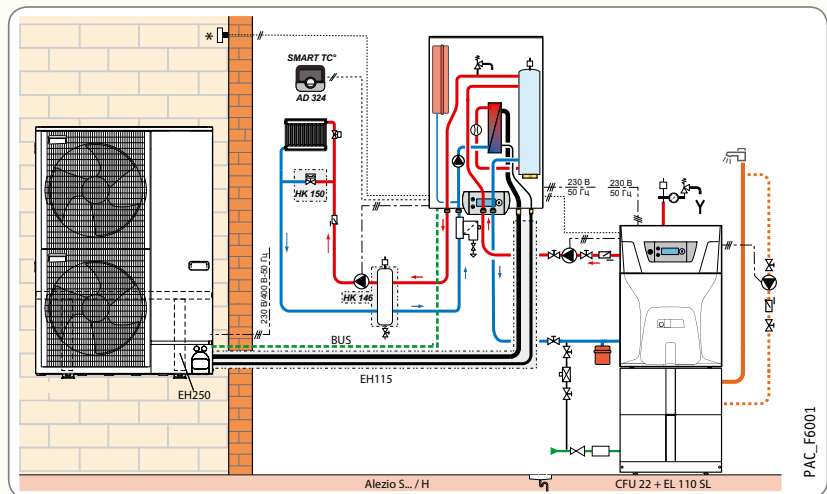 *
SMART TC°
AD 324
HK 150
HK 146
230 В/400 В-50 Гц
BUS
EH115
EH250
230 В
50 Гц
230 В
50 Гц
Alezio S... / H
CFU 22 + EL 110 SL
PAC_F6001